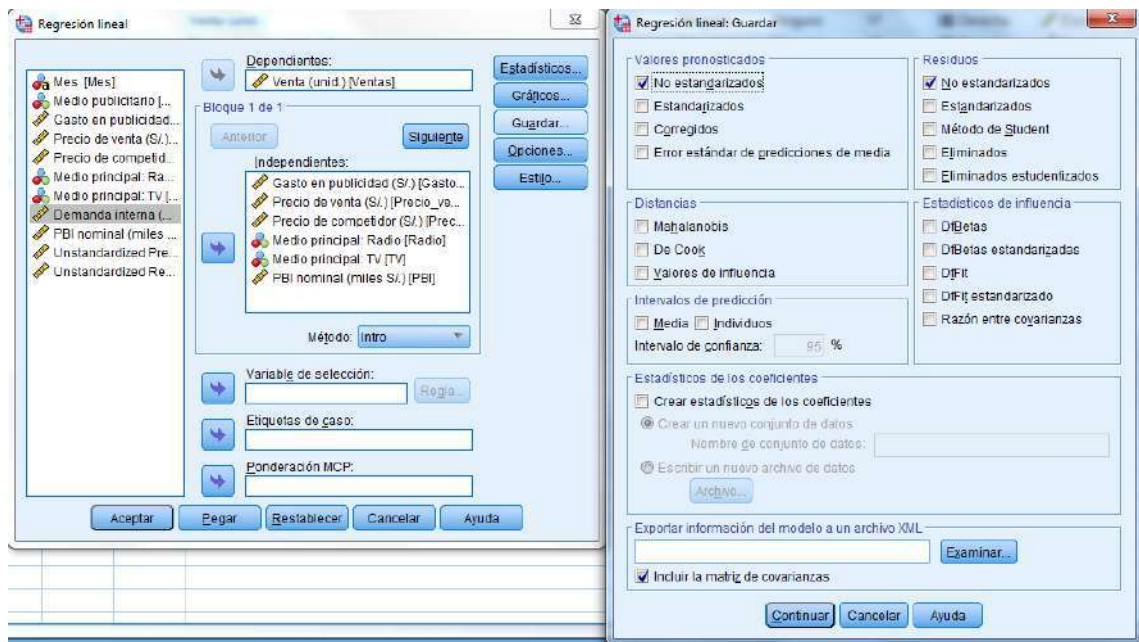 Regresión lineal
Mes [Mes]
Medio publicitario [...
Gasto en publicidad...
Precio de venta (S/.)...
Precio de competid...
Medio principal: Ra...
Medio principal: TV [...
Demanda interna (...
PBI nominal (miles ...
Unstandardized Pre...
Unstandardized Re...
Dependientes:
Venta (unid.) [Ventas]
Bloque 1 de 1
Anterior
Siguiente
Independientes:
Gasto en publicidad (S/.) [Gasto...
Precio de venta (S/.) [Precio_ve...
Precio de competidor (S/.) [Prec...
Medio principal: Radio [Radio]
Medio principal: TV [TV]
PBI nominal (miles S/.) [PBI]
Método: Intro
Variable de selección:
Regla...
Etiquetas de caso:
Ponderación MCP:
Estadísticos...
Gráficos...
Guardar...
Opciones...
Estilo...
Aceptar Pegar Restablecer Cancelar Ayuda
Regresión lineal: Guardar
Valores pronosticados
No estandarizados
Estandarizados
Corregidos
Error estándar de predicciones de media
Residuos
No estandarizados
Estandarizados
Método de Student
Eliminados
Eliminados estudentizados
Distancias
Mahalanobis
De Cook
Valores de influencia
Estadísticos de influencia
DfBetas
DfBetas estandarizadas
DfFit
DfFit estandarizado
Razón entre covarianzas
Intervalos de predicción
Media Individuos
Intervalo de confianza: 95 %
Estadísticos de los coeficientes
Crear estadísticos de los coeficientes
Crear un nuevo conjunto de datos
Nombre de conjunto de datos:
Escribir un nuevo archivo de datos
Archivo...
Exportar información del modelo a un archivo XML
Examinar...
Incluir la matriz de covarianzas
Continuar Cancelar Ayuda